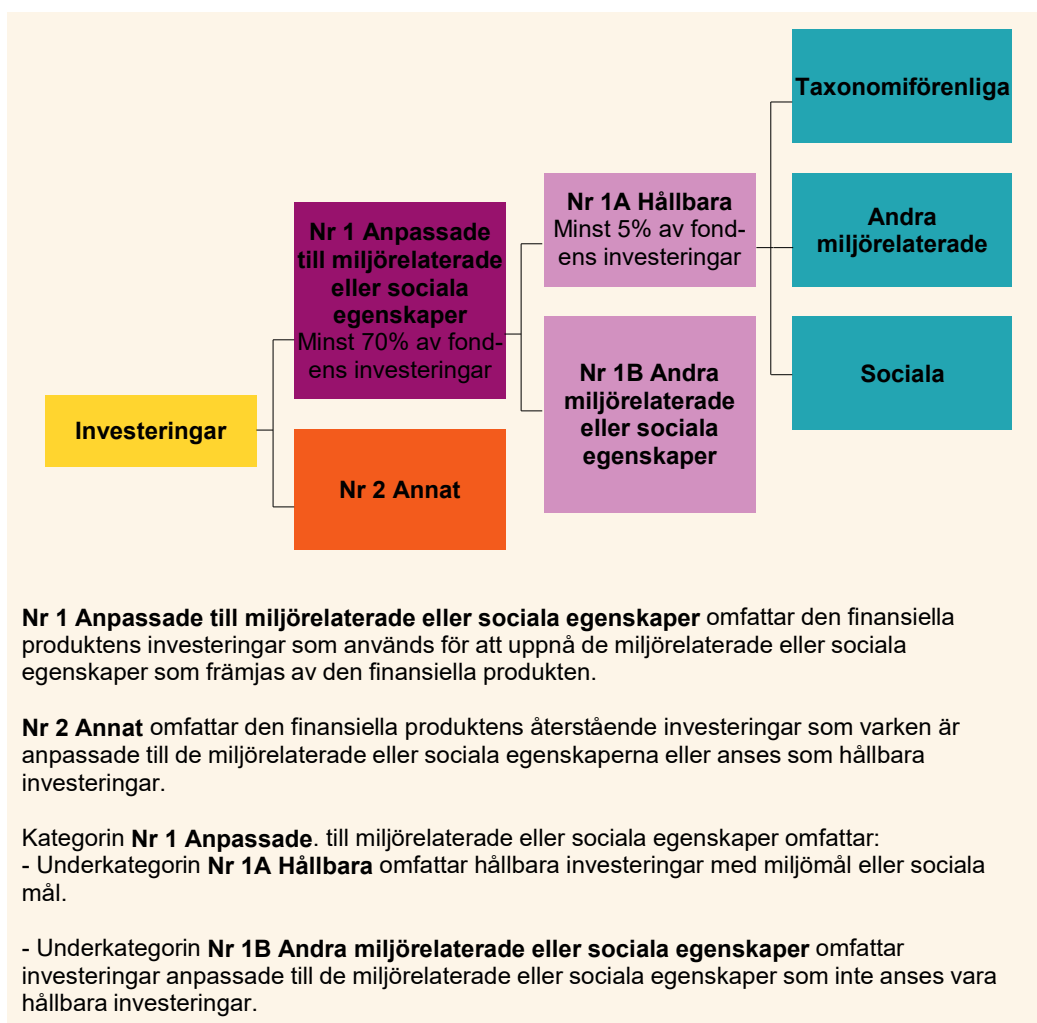 Taxonomiförenliga
Nr 1A Hållbara
Minst 5% av fond-
ens investeringar
Andra
miljörelaterade
Nr 1 Anpassade
till miljörelaterade
eller sociala
egenskaper
Minst 70% av fond-
ens investeringar
Nr 1B Andra
miljörelaterade
eller sociala
egenskaper
Sociala
Investeringar
Nr 2 Annat
Nr 1 Anpassade till miljörelaterade eller sociala egenskaper omfattar den finansiella
produktens investeringar som används för att uppnå de miljörelaterade eller sociala
egenskaper som främjas av den finansiella produkten.
Nr 2 Annat omfattar den finansiella produktens återstående investeringar som varken är
anpassade till de miljörelaterade eller sociala egenskaperna eller anses som hållbara
investeringar.
Kategorin Nr 1 Anpassade. till miljörelaterade eller sociala egenskaper omfattar:
- Underkategorin Nr 1A Hållbara omfattar hållbara investeringar med miljömål eller sociala
mål.
- Underkategorin Nr 1B Andra miljörelaterade eller sociala egenskaper omfattar
investeringar anpassade till de miljörelaterade eller sociala egenskaper som inte anses vara
hållbara investeringar.